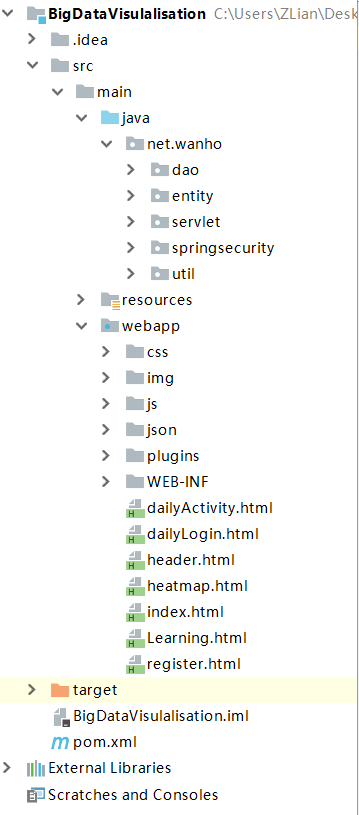 BigDataVisulalisation C:\Users\ZLian\Desk
.idea
src
main
java
net.wanho
dao
entity
servlet
springsecurity
util
resources
webapp
css
img
js
json
plugins
WEB-INF
dailyActivity.html
dailyLogin.html
header.html
heatmap.html
index.html
Learning.html
register.html
target
BigDataVisulalisation.iml
pom.xml
External Libraries
Scratches and Consoles